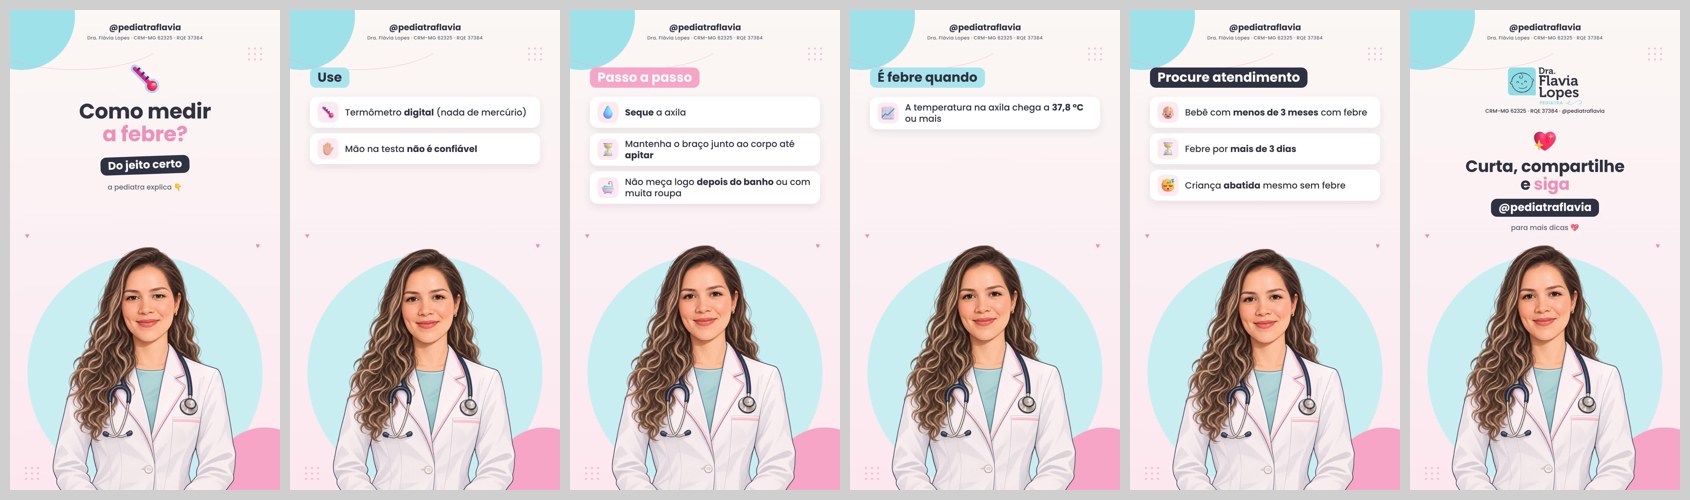 @pediatraflavia
Dra. Flávia Lopes · CRM-MG 62325 · RQE 37384
Como medir
a febre?
Do jeito certo
a pediatra explica
@pediatraflavia
Dra. Flávia Lopes · CRM-MG 62325 · RQE 37384
Use
Termômetro digital (nada de mercúrio)
Mão na testa não é confiável
@pediatraflavia
Dra. Flávia Lopes · CRM-MG 62325 · RQE 37384
Passo a passo
Seque a axila
Mantenha o braço junto ao corpo até
apitar
Não meça logo depois do banho ou com
muita roupa
@pediatraflavia
Dra. Flávia Lopes · CRM-MG 62325 · RQE 37384
É febre quando
A temperatura na axila chega a 37,8 ºC
ou mais
@pediatraflavia
Dra. Flávia Lopes · CRM-MG 62325 · RQE 37384
Procure atendimento
Bebê com menos de 3 meses com febre
Febre por mais de 3 dias
Criança abatida mesmo sem febre
@pediatraflavia
Dra. Flávia Lopes · CRM-MG 62325 · RQE 37384
Dra.
Flavia
Lopes
CRM-MG 62325 · RQE 37384 · @pediatraflavia
Curta, compartilhe
e siga
@pediatraflavia
para mais dicas